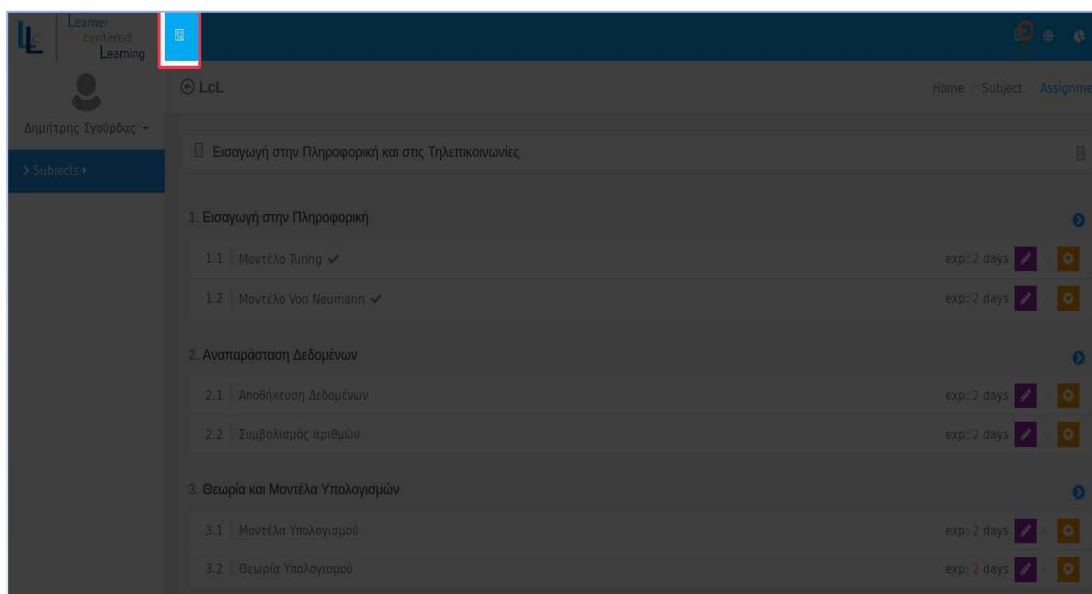 Learner
centered
Learning
LcL
Home / Subject / Assignme
Δημήτρης Σγούρδας
Subjects
Εισαγωγή στην Πληροφορική και στις Τηλεπικοινωνίες
1. Εισαγωγή στην Πληροφορική
1.1 Μοντέλο Turing exp: 2 days
1.2 Μοντέλο Von Neumann exp: 2 days
2. Αναπαράσταση Δεδομένων
2.1 Αποθήκευση Δεδομένων exp: 2 days
2.2 Συμβολισμός αριθμών exp: 2 days
3. Θεωρία και Μοντέλα Υπολογισμών
3.1 Μοντέλα Υπολογισμού exp: 2 days
3.2 Θεωρία Υπολογισμού exp: 2 days